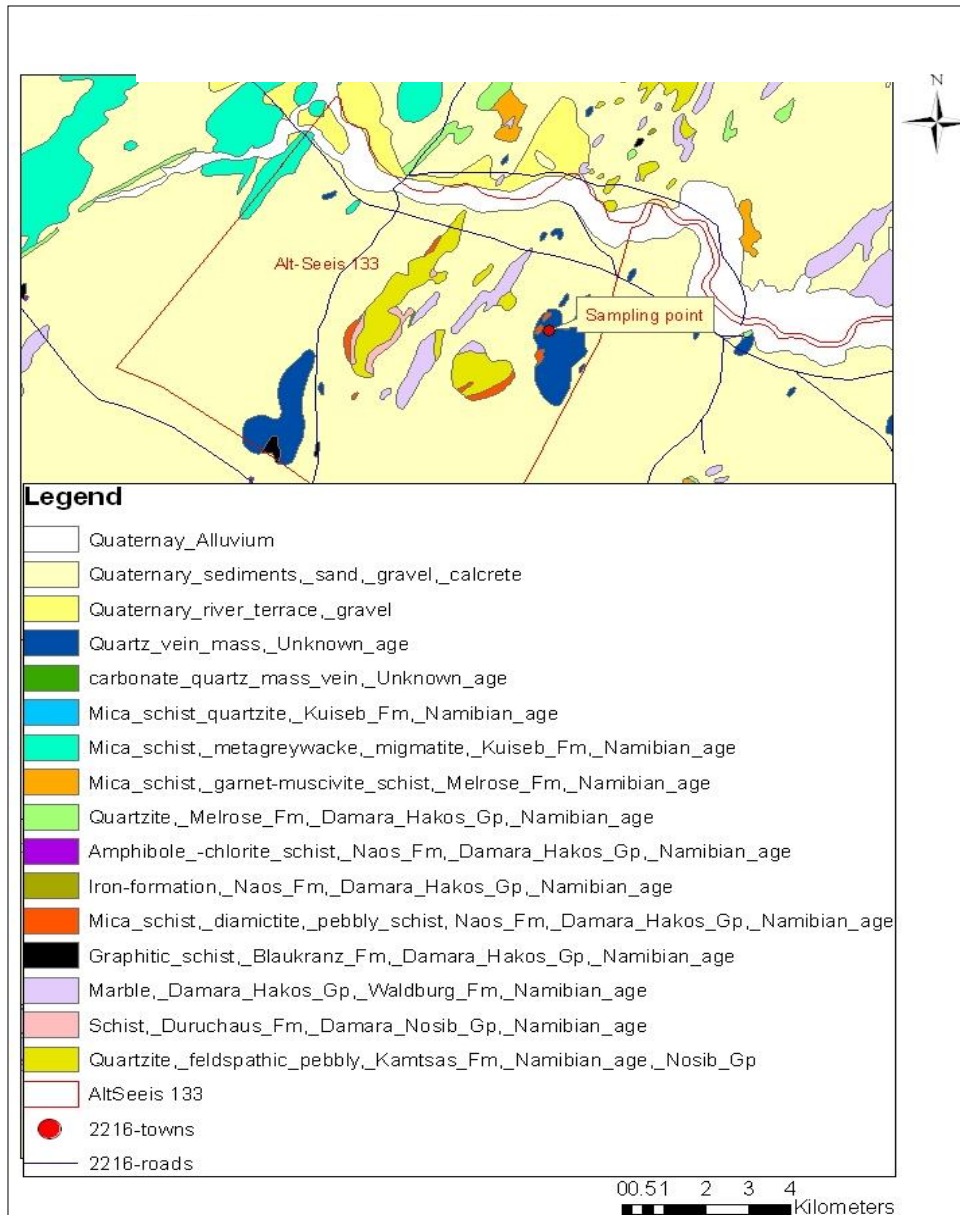 N
Alt-Seeis 133
Sampling point
Legend
Quaternay_Alluvium
Quaternary_sediments,_sand,_gravel,_calcrete
Quaternary_river_terrace,_gravel
Quartz_vein_mass,_Unknown_age
carbonate_quartz_mass_vein,_Unknown_age
Mica_schist_quartzite,_Kuiseb_Fm,_Namibian_age
Mica_schist,_metagreywacke,_migmatite,_Kuiseb_Fm,_Namibian_age
Mica_schist,_garnet-muscivite_schist,_Melrose_Fm,_Namibian_age
Quartzite,_Melrose_Fm,_Damara_Hakos_Gp,_Namibian_age
Amphibole_-chlorite_schist,_Naos_Fm,_Damara_Hakos_Gp,_Namibian_age
Iron-formation,_Naos_Fm,_Damara_Hakos_Gp,_Namibian_age
Mica_schist,_diamictite,_pebbly_schist, Naos_Fm,_Damara_Hakos_Gp,_Namibian_age
Graphitic_schist,_Blaukranz_Fm,_Damara_Hakos_Gp,_Namibian_age
Marble,_Damara_Hakos_Gp,_Waldburg_Fm,_Namibian_age
Schist,_Duruchaus_Fm,_Damara_Nosib_Gp,_Namibian_age
Quartzite,_feldspathic_pebbly,_Kamtsas_Fm,_Namibian_age,_Nosib_Gp
AltSeeis 133
2216-towns
2216-roads
00.51 2 3 4
Kilometers